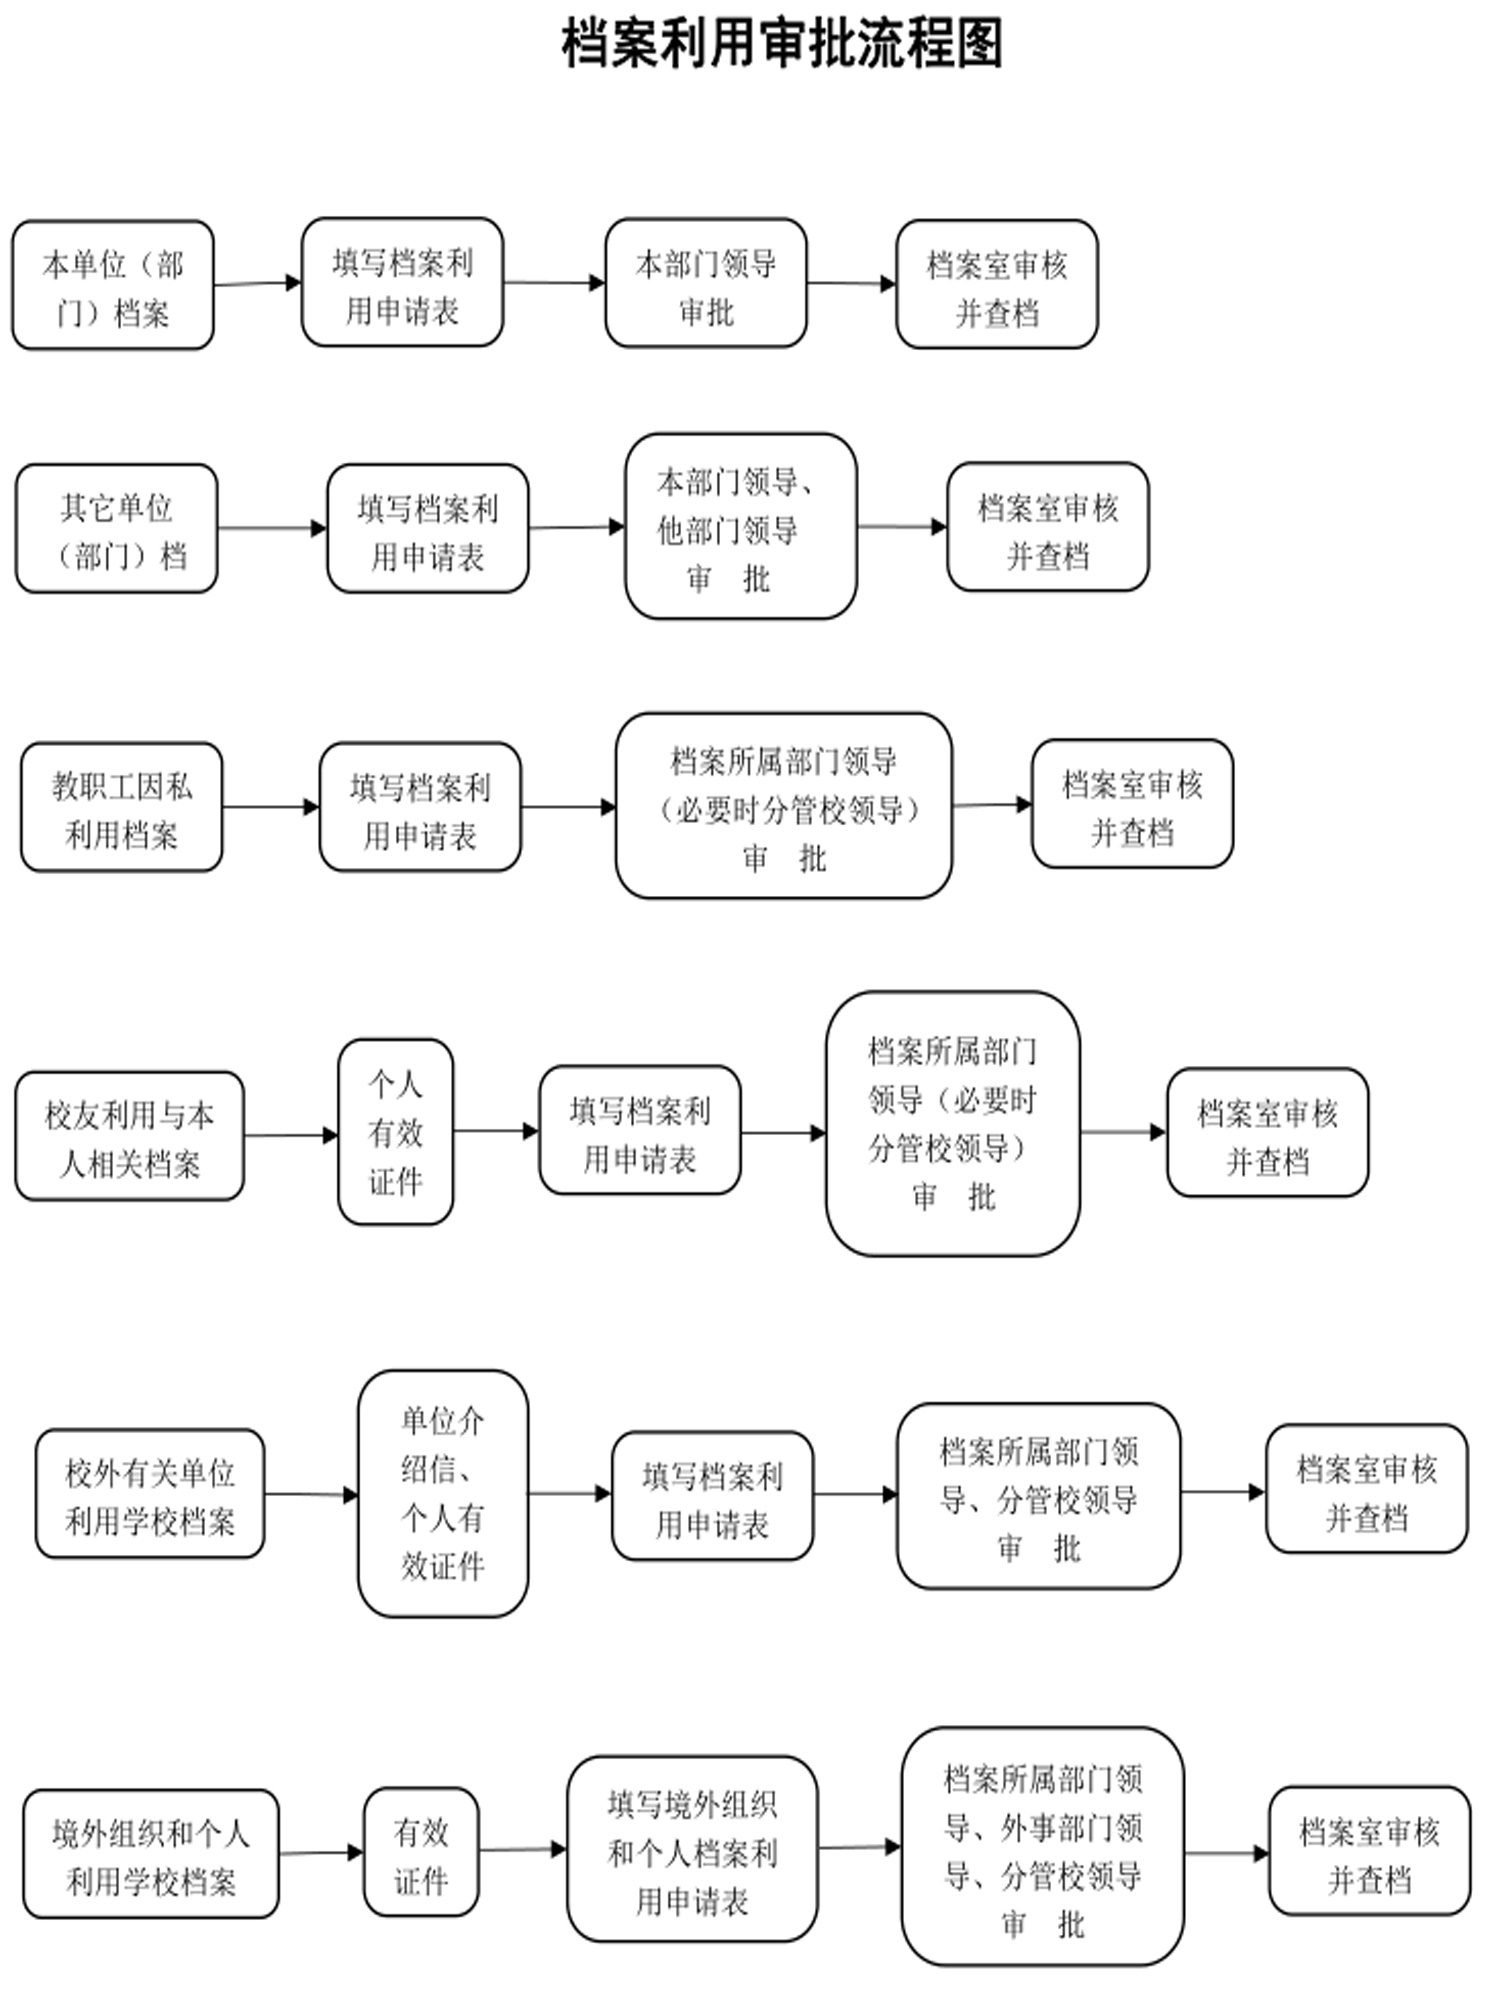 档案利用审批流程图
本单位（部
门）档案
填写档案利
用申请表
本部门领导
审批
档案室审核
并查档
其它单位
（部门）档
填写档案利
用申请表
本部门领导、
他部门领导
审 批
档案室审核
并查档
教职工因私
利用档案
填写档案利
用申请表
档案所属部门领导
（必要时分管校领导）
审 批
档案室审核
并查档
校友利用与本
人相关档案
个人
有效
证件
填写档案利
用申请表
档案所属部门
领导（必要时
分管校领导）
审 批
档案室审核
并查档
校外有关单位
利用学校档案
单位介
绍信、
个人有
效证件
填写档案利
用申请表
档案所属部门领
导、分管校领导
审 批
档案室审核
并查档
境外组织和个人
利用学校档案
有效
证件
填写境外组织
和个人档案利
用申请表
档案所属部门领
导、外事部门领
导、分管校领导
审 批
档案室审核
并查档